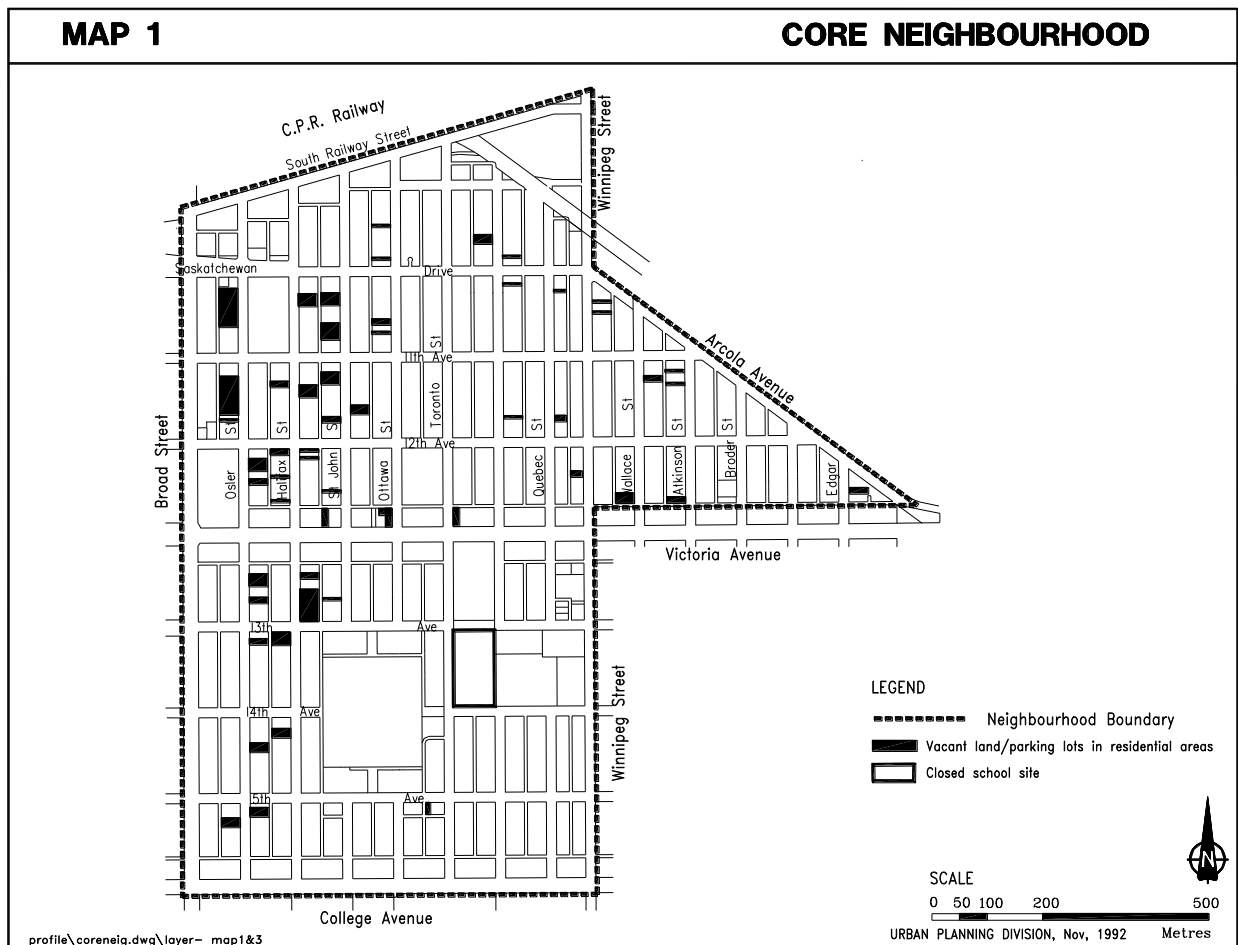 MAP 1
CORE NEIGHBOURHOOD
C.P.R. Railway
South Railway Street
Winnipeg Street
Saskatchewan
Drive
Arcola Avenue
11th Ave
Toronto St
Broad Street
12th Ave
Osler St
Halifax St
St. John St
Ottawa St
Quebec St
Wallace St
Atkinson St
Broder St
Edgar
Victoria Avenue
13th Ave
14th Ave
Winnipeg Street
15th Ave
College Avenue
LEGEND
Neighbourhood Boundary
Vacant land/parking lots in residential areas
Closed school site
N
SCALE
0 50 100 200 500
URBAN PLANNING DIVISION, Nov, 1992 Metres
profile\coreneig.dwg\layer- map1&3